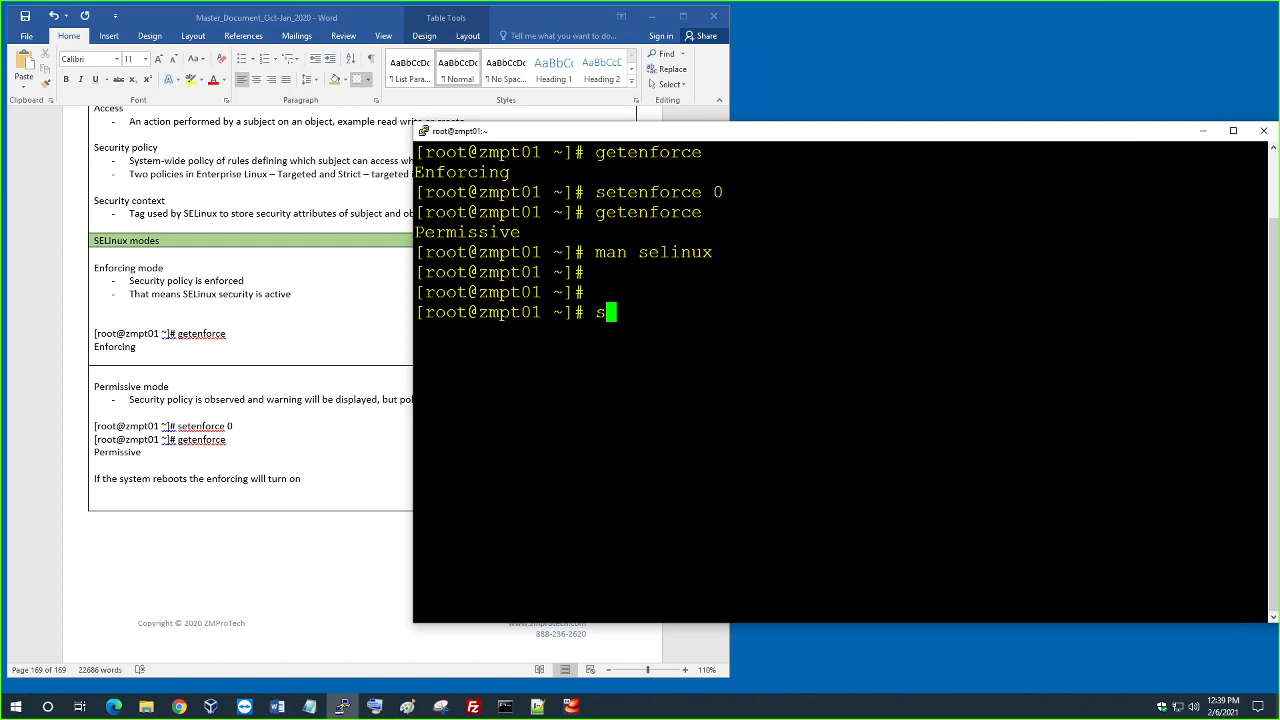 Master_Document_Oct-Jan_2020 - Word
Table Tools
File Home Insert Design Layout References Mailings Review View Design Layout Tell me what you want to do... Sign in Share
Paste
Calibri 11
AaBbCcDc AaBbCcDc AaBbCcDc AaBbCc AaBbCcD
¶ List Para... ¶ Normal ¶ No Spac... Heading 1 Heading 2
Find
Replace
Select
Clipboard Font Paragraph Styles Editing
Access
- An action performed by a subject on an object, example read write or create
Security policy
- System-wide policy of rules defining which subject can access wh
- Two policies in Enterprise Linux – Targeted and Strict – targeted
Security context
- Tag used by SELinux to store security attributes of subject and ob
SELinux modes
Enforcing mode
- Security policy is enforced
- That means SELinux security is active
[root@zmpt01 ~]# getenforce
Enforcing
Permissive mode
- Security policy is observed and warning will be displayed, but pol
[root@zmpt01 ~]# setenforce 0
[root@zmpt01 ~]# getenforce
Permissive
If the system reboots the enforcing will turn on
Copyright © 2020 ZMProTech
www.zmprotech.com
888-236-2620
Page 169 of 169 22686 words 110%
root@zmpt01:~
[root@zmpt01 ~]# getenforce
Enforcing
[root@zmpt01 ~]# setenforce 0
[root@zmpt01 ~]# getenforce
Permissive
[root@zmpt01 ~]# man selinux
[root@zmpt01 ~]#
[root@zmpt01 ~]#
[root@zmpt01 ~]# s
12:39 PM
2/6/2021